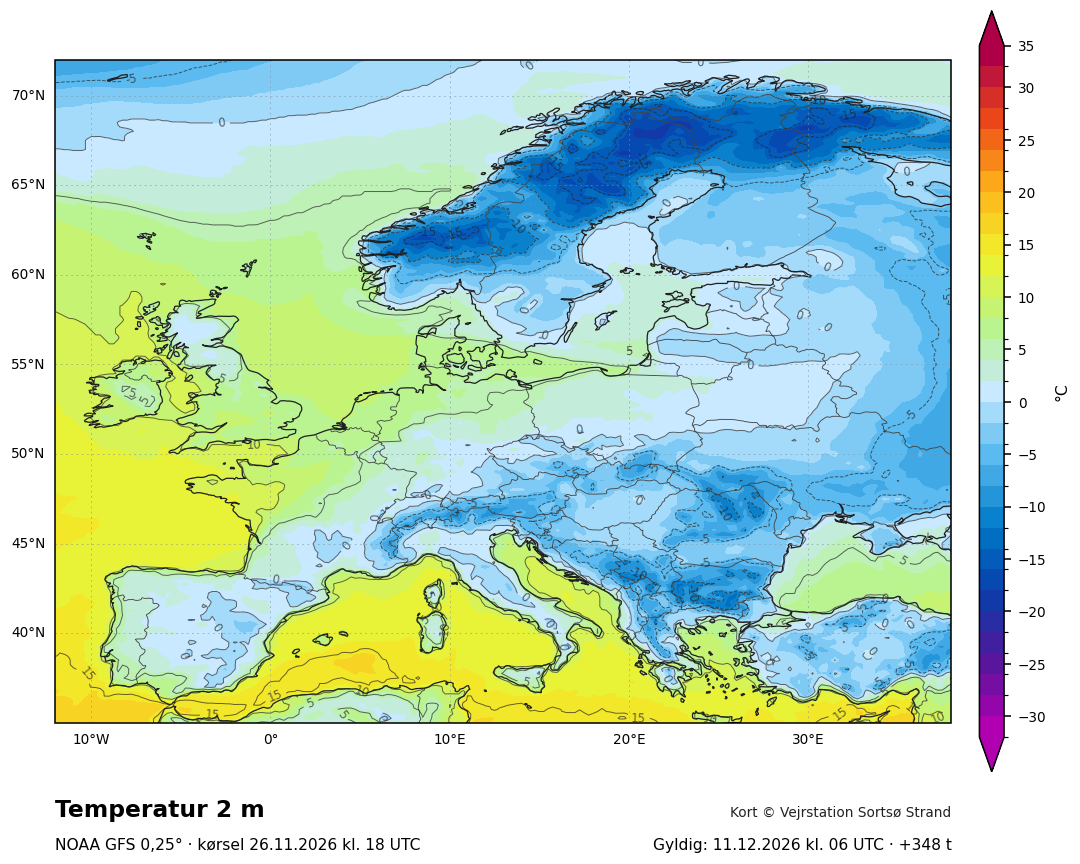 70°N
65°N
60°N
55°N
50°N
45°N
40°N
10°W
0°
10°E
20°E
30°E
35
30
25
20
15
10
5
0
−5
−10
−15
−20
−25
−30
°C
Temperatur 2 m
Kort © Vejrstation Sortsø Strand
NOAA GFS 0,25° · kørsel 26.11.2026 kl. 18 UTC
Gyldig: 11.12.2026 kl. 06 UTC · +348 t